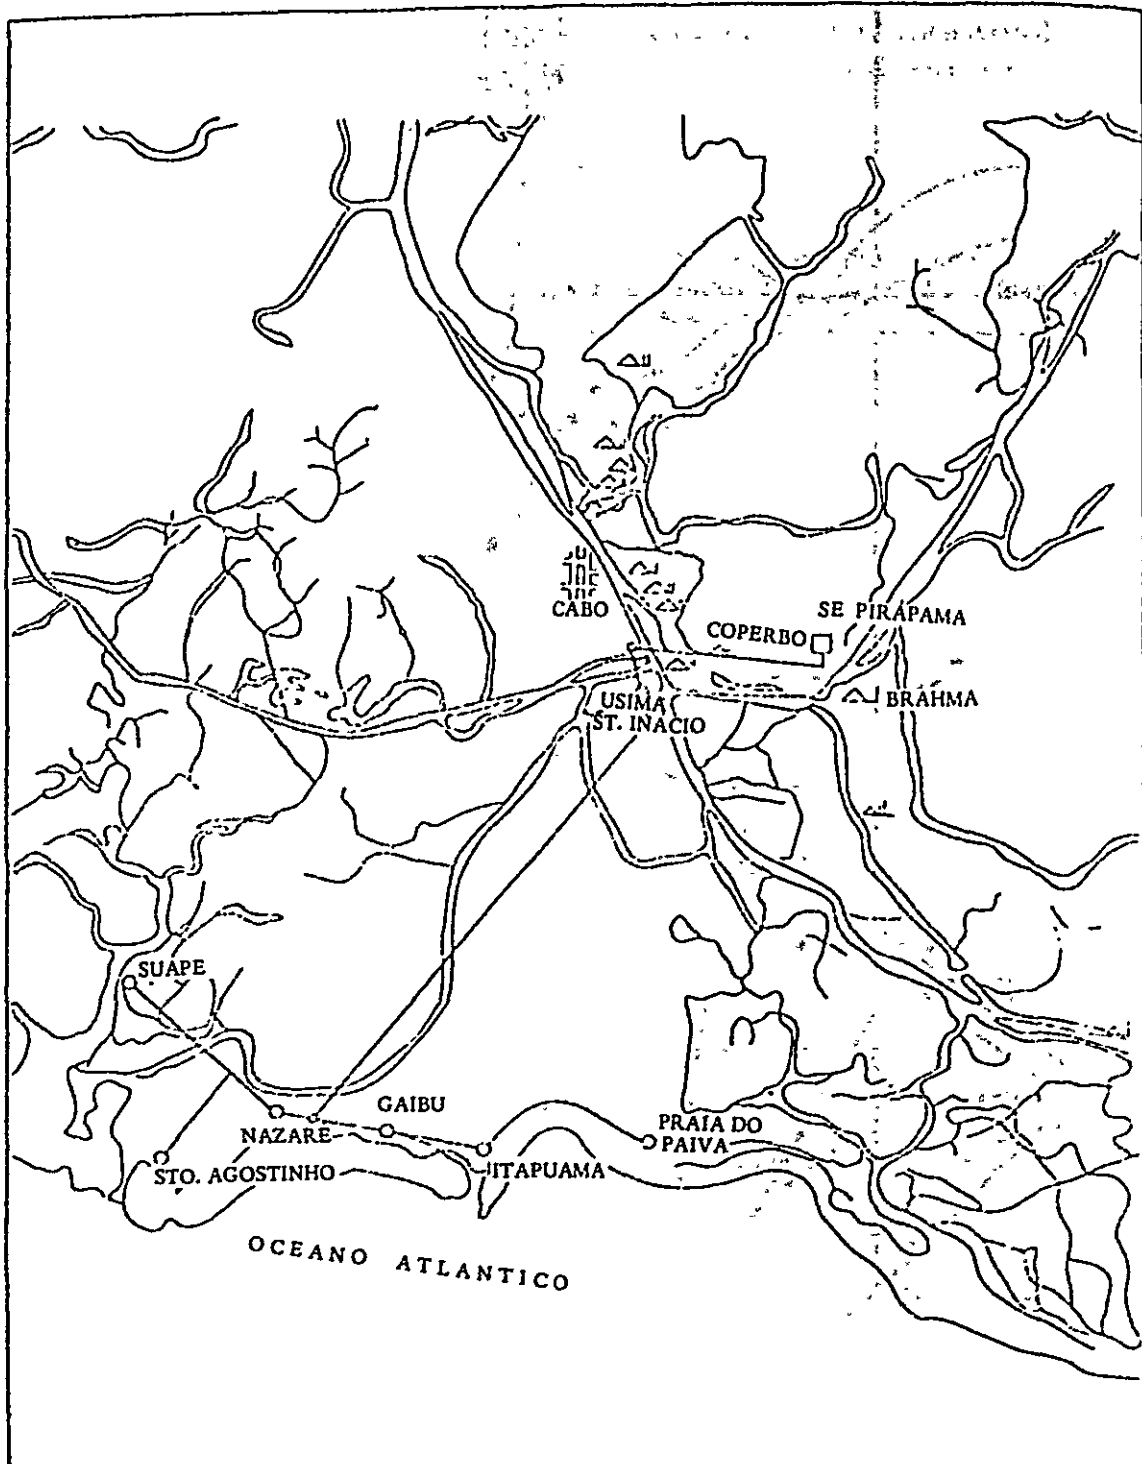 CABO
SE PIRAPAMA
COPERBO
BRAHMA
USIMA
ST. INACIO
SUAPE
GAIBU
NAZARE
PRAIA DO
PAIVA
ITAPUAMA
STO. AGOSTINHO
OCEANO ATLANTICO